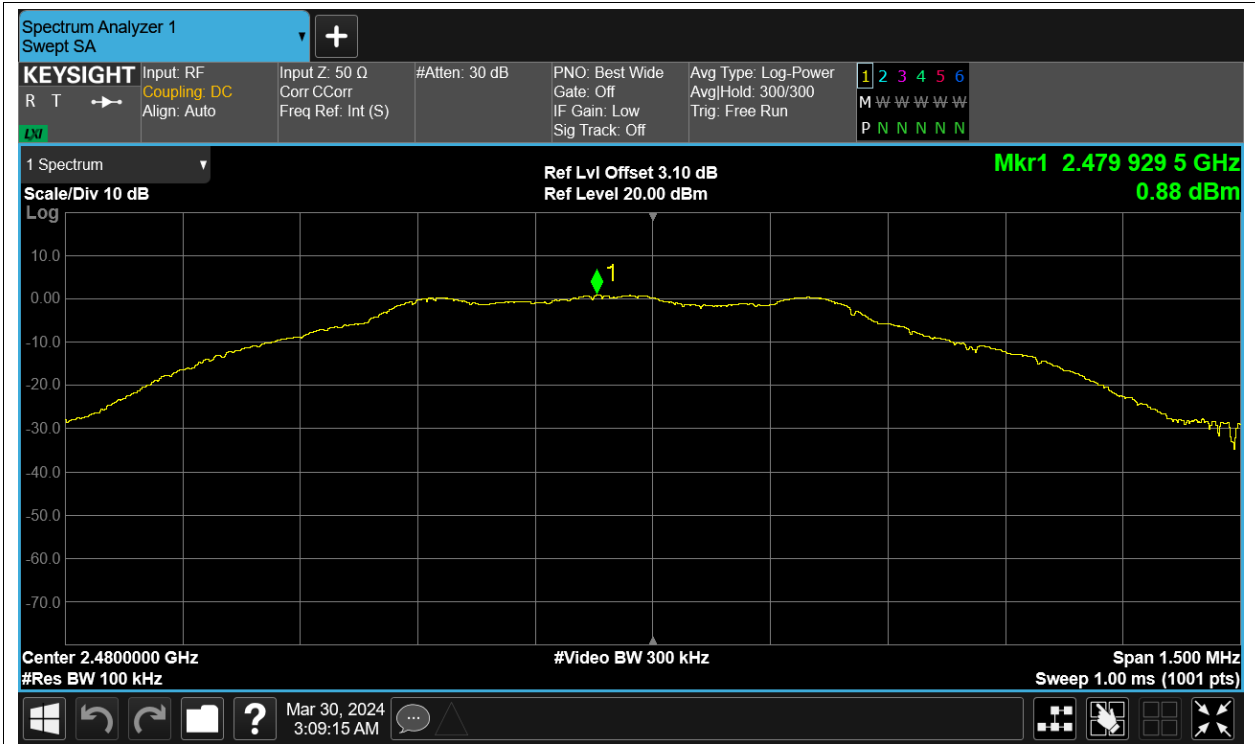 Spectrum Analyzer 1
Swept SA
KEYSIGHT
R T
LXI
Input: RF
Coupling: DC
Align: Auto
Input Z: 50 Ω
Corr CCorr
Freq Ref: Int (S)
#Atten: 30 dB
PNO: Best Wide
Gate: Off
IF Gain: Low
Sig Track: Off
Avg Type: Log-Power
Avg|Hold: 300/300
Trig: Free Run
1 2 3 4 5 6
M W W W W W
P N N N N N
1 Spectrum
Scale/Div 10 dB
Log
Ref Lvl Offset 3.10 dB
Ref Level 20.00 dBm
Mkr1 2.479 929 5 GHz
0.88 dBm
1
10.0
0.00
-10.0
-20.0
-30.0
-40.0
-50.0
-60.0
-70.0
Center 2.4800000 GHz
#Res BW 100 kHz
#Video BW 300 kHz
Span 1.500 MHz
Sweep 1.00 ms (1001 pts)
?
Mar 30, 2024
3:09:15 AM